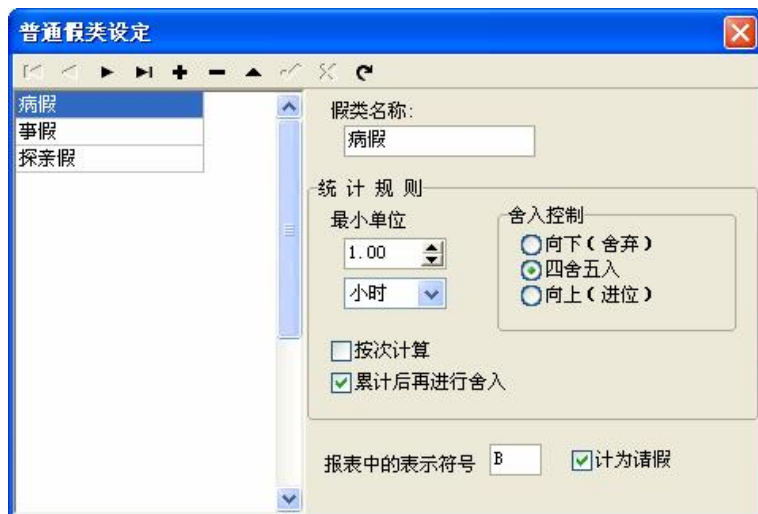 普通假类设定
病假
事假
探亲假
假类名称:
病假
统 计 规 则
最小单位
1.00
小时
舍入控制
向下(舍弃)
四舍五入
向上(进位)
按次计算
累计后再进行舍入
报表中的表示符号 B 计为请假